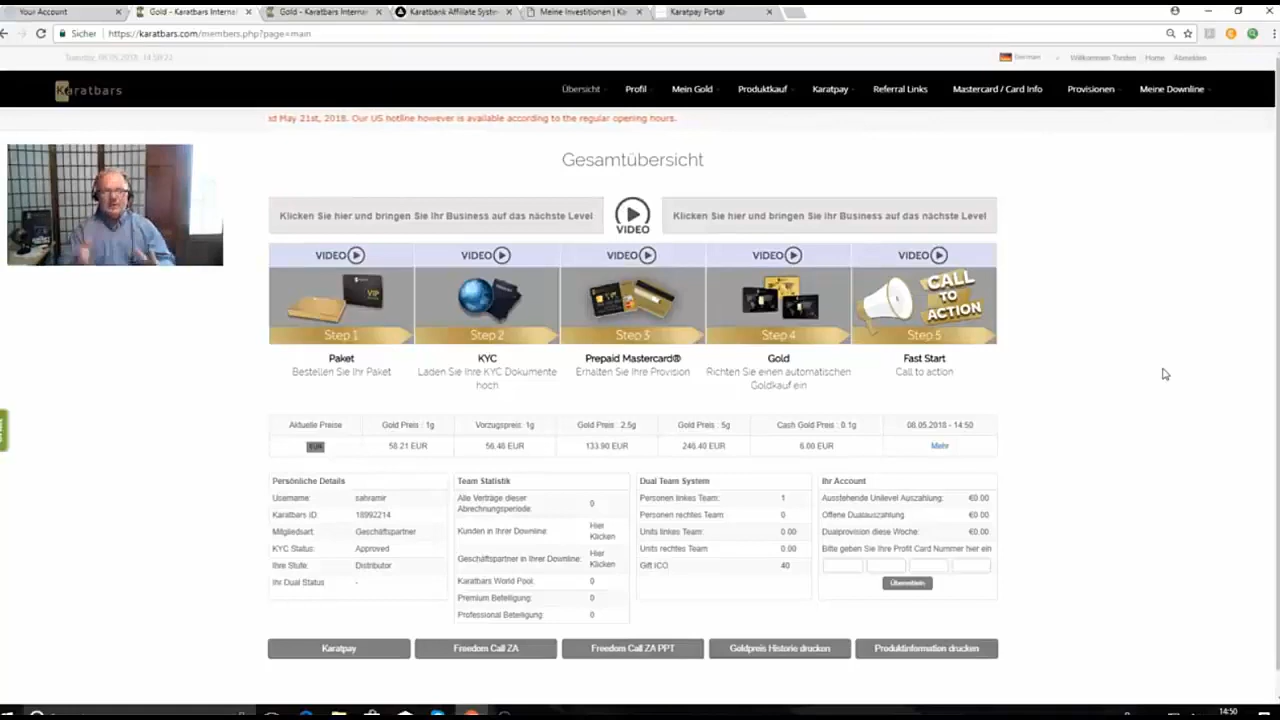 Your Account
Gold - Karatbars Internat
Gold - Karatbars Internat
Karatbank Affiliate Syste
Meine Investitionen | Ka
Karatpay Portal
Sicher
https://karatbars.com/members.php?page=main
German
Willkommen Torsten
Home
Abmelden
Karatbars
Übersicht
Profil
Mein Gold
Produktkauf
Karatpay
Referral Links
Mastercard / Card Info
Provisionen
Meine Downline
d May 21st, 2018. Our US hotline however is available according to the regular opening hours.
Gesamtübersicht
Klicken Sie hier und bringen Sie Ihr Business auf das nächste Level
VIDEO
Klicken Sie hier und bringen Sie Ihr Business auf das nächste Level
VIDEO
VIDEO
VIDEO
VIDEO
VIDEO
VIP
CALL TO ACTION
Step 1
Step 2
Step 3
Step 4
Step 5
Paket
Bestellen Sie Ihr Paket
KYC
Laden Sie Ihre KYC Dokumente
hoch
Prepaid Mastercard®
Erhalten Sie Ihre Provision
Gold
Richten Sie einen automatischen
Goldkauf ein
Fast Start
Call to action
Aktuelle Preise
Gold Preis : 1g
Vorzugspreis: 1g
Gold Preis : 2.5g
Gold Preis : 5g
Cash Gold Preis : 0.1g
08.05.2018 - 14:50
EUR
58.21 EUR
56.46 EUR
133.90 EUR
246.40 EUR
6.00 EUR
Mehr
Persönliche Details
Username: sahramir
Karatbars ID 18992214
Mitgliedsart: Geschäftspartner
KYC Status: Approved
Ihre Stufe: Distributor
Ihr Dual Status -
Team Statistik
Alle Verträge dieser
Abrechnungsperiode: 0
Kunden in Ihrer Downline: Hier
Klicken
Geschäftspartner in Ihrer Downline: Hier
Klicken
Karatbars World Pool: 0
Premium Beteiligung: 0
Professional Beteiligung: 0
Dual Team System
Personen linkes Team: 1
Personen rechtes Team: 0
Units linkes Team: 0.00
Units rechtes Team 0.00
Gift ICO: 40
Ihr Account
Ausstehende Unilevel Auszahlung: €0.00
Offene Dualauszahlung: €0.00
Dualprovision diese Woche: €0.00
Bitte geben Sie Ihre Profit Card Nummer hier ein
Übermitteln
Karatpay
Freedom Call ZA
Freedom Call ZA PPT
Goldpreis Historie drucken
Produktinformation drucken
14:50